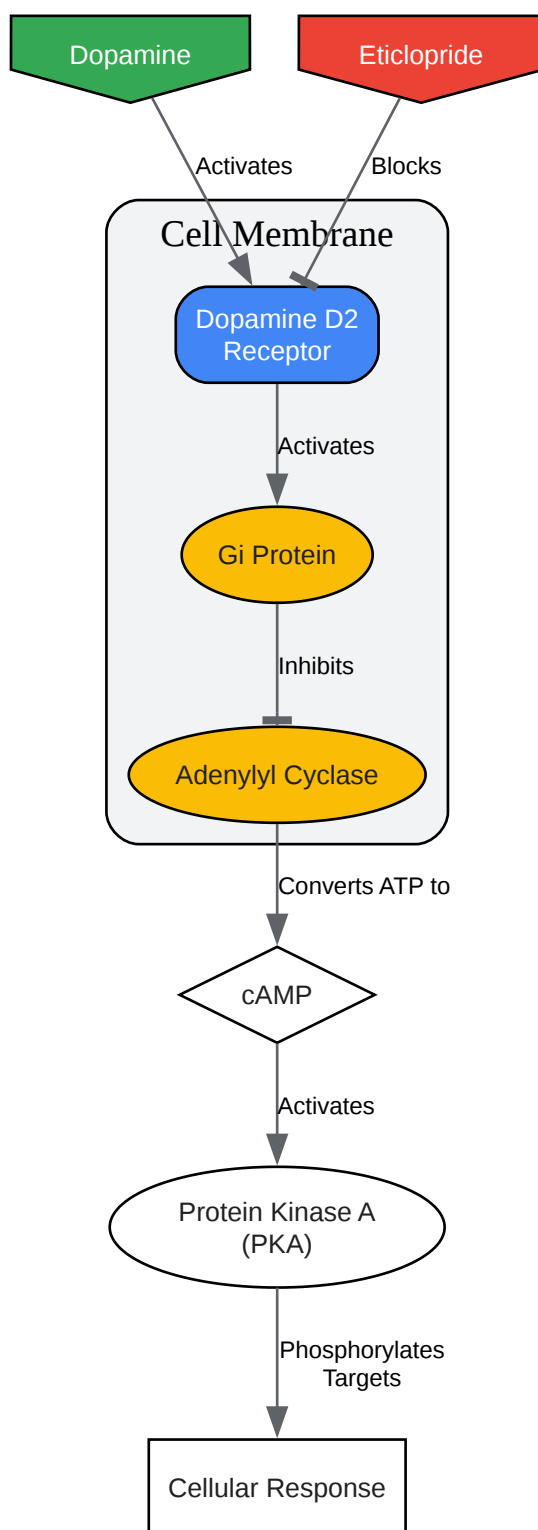 Dopamine
Eticlopride
Activates
Blocks
Cell Membrane
Dopamine D2
Receptor
Activates
Gi Protein
Inhibits
Adenylyl Cyclase
Converts ATP to
cAMP
Activates
Protein Kinase A
(PKA)
Phosphorylates
Targets
Cellular Response